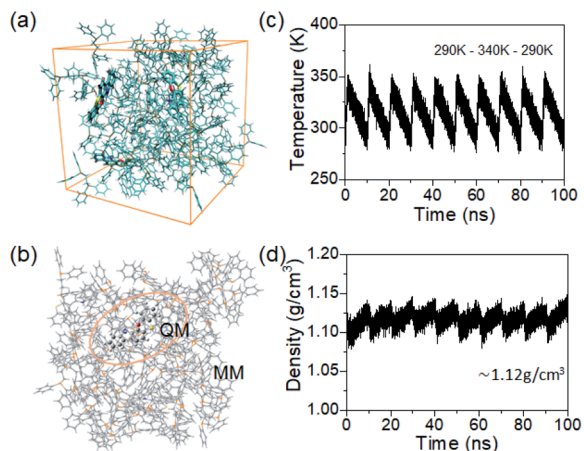 (a)
(c)
400
350
300
250
Temperature (K)
290K - 340K - 290K
0 20 40 60 80 100
Time (ns)
(b)
QM
MM
(d)
1.20
1.15
1.10
1.05
1.00
Density (g/cm³)
~1.12g/cm³
0 20 40 60 80 100
Time (ns)